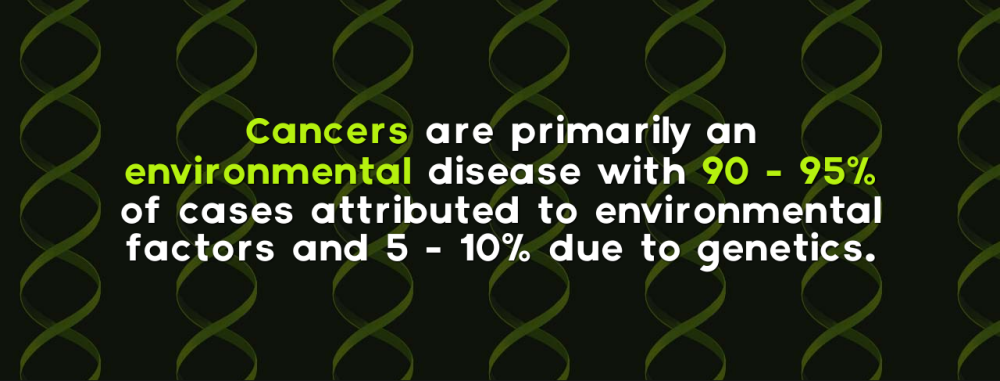 Cancers are primarily an
environmental disease with 90 - 95%
of cases attributed to environmental
factors and 5 - 10% due to genetics.